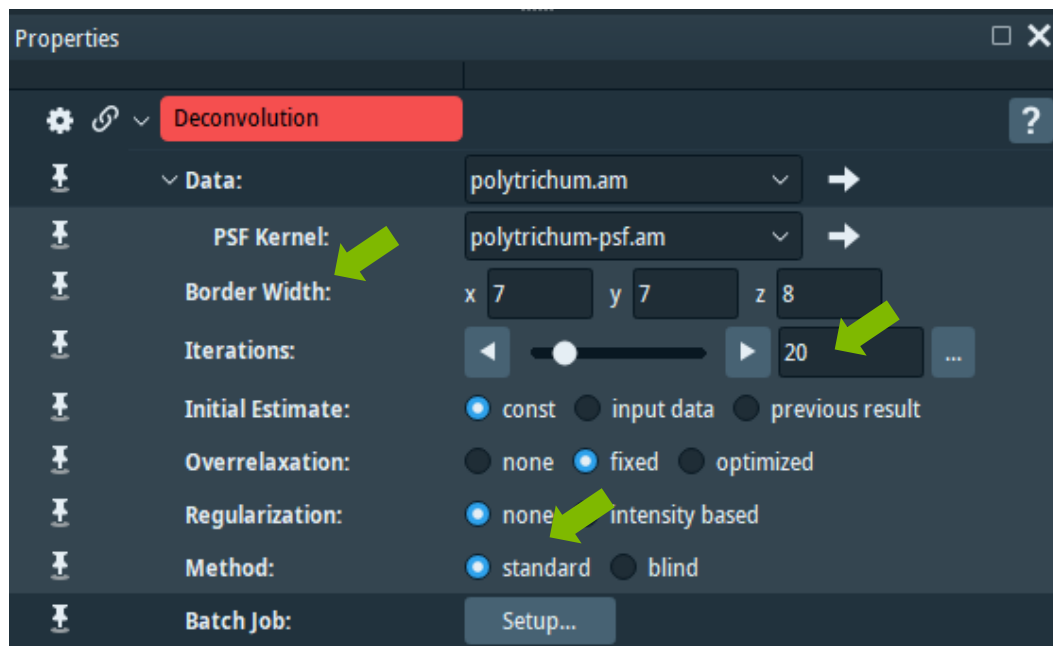 Properties
Deconvolution ?
Data: polytrichum.am
PSF Kernel: polytrichum-psf.am
Border Width: x 7 y 7 z 8
Iterations: 20 ...
Initial Estimate: const input data previous result
Overrelaxation: none fixed optimized
Regularization: none intensity based
Method: standard blind
Batch Job: Setup...